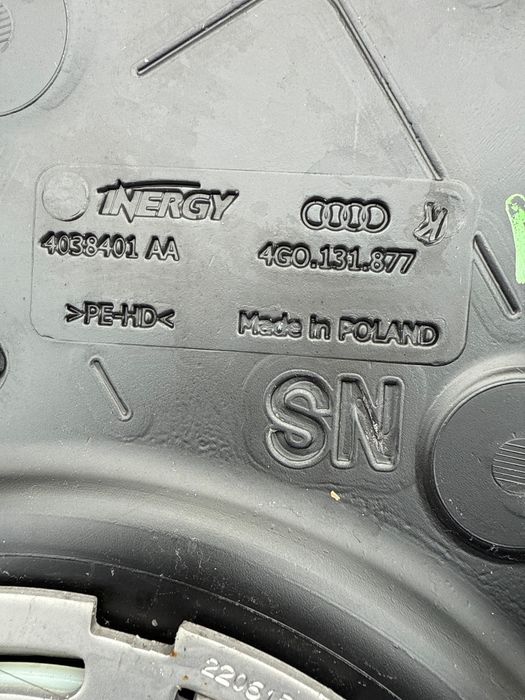 INERGY
4038401 AA
4G0.131.877
>PE-HD<
Made in POLAND
SN